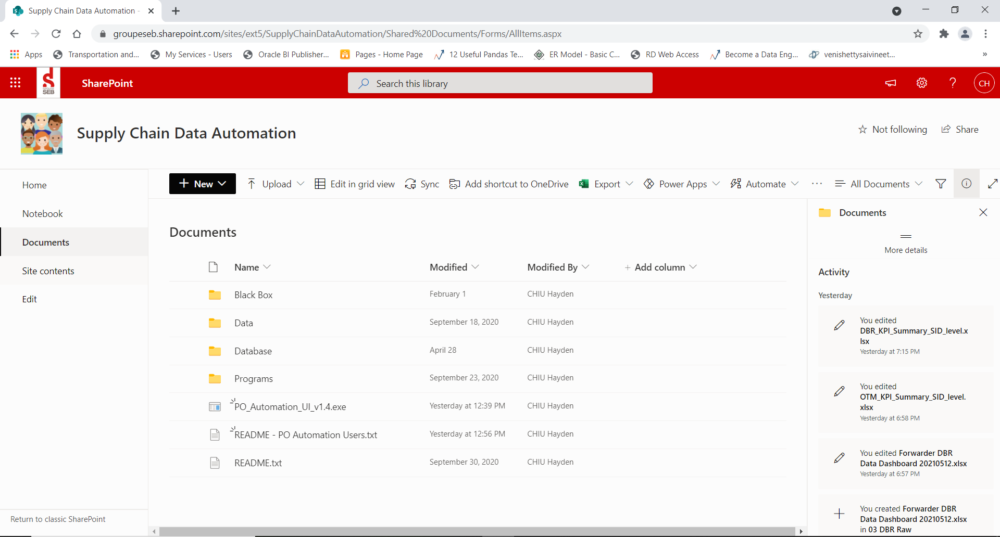 Supply Chain Data Automation -
groupeseb.sharepoint.com/sites/ext5/SupplyChainDataAutomation/Shared%20Documents/Forms/AllItems.aspx
Apps Transportation and... My Services - Users Oracle BI Publisher... Pages - Home Page 12 Useful Pandas Te... ER Model - Basic C... RD Web Access Become a Data Eng... venishettysaivineet... »
SEB SharePoint Search this library ? CH
Supply Chain Data Automation
Not following Share
New Upload Edit in grid view Sync Add shortcut to OneDrive Export Power Apps Automate ... All Documents
Home
Notebook
Documents
Site contents
Edit
Return to classic SharePoint
Documents
Name Modified Modified By + Add column
Black Box February 1 CHIU Hayden
Data September 18, 2020 CHIU Hayden
Database April 28 CHIU Hayden
Programs September 23, 2020 CHIU Hayden
PO_Automation_UI_v1.4.exe Yesterday at 12:39 PM CHIU Hayden
README - PO Automation Users.txt Yesterday at 12:56 PM CHIU Hayden
README.txt September 30, 2020 CHIU Hayden
Documents
More details
Activity
Yesterday
You edited
DBR_KPI_Summary_SID_level.x
lsx
Yesterday at 7:15 PM
You edited
OTM_KPI_Summary_SID_level.
xlsx
Yesterday at 6:58 PM
You edited Forwarder DBR
Data Dashboard 20210512.xlsx
Yesterday at 6:57 PM
You created Forwarder DBR
Data Dashboard 20210512.xlsx
in 03 DBR Raw